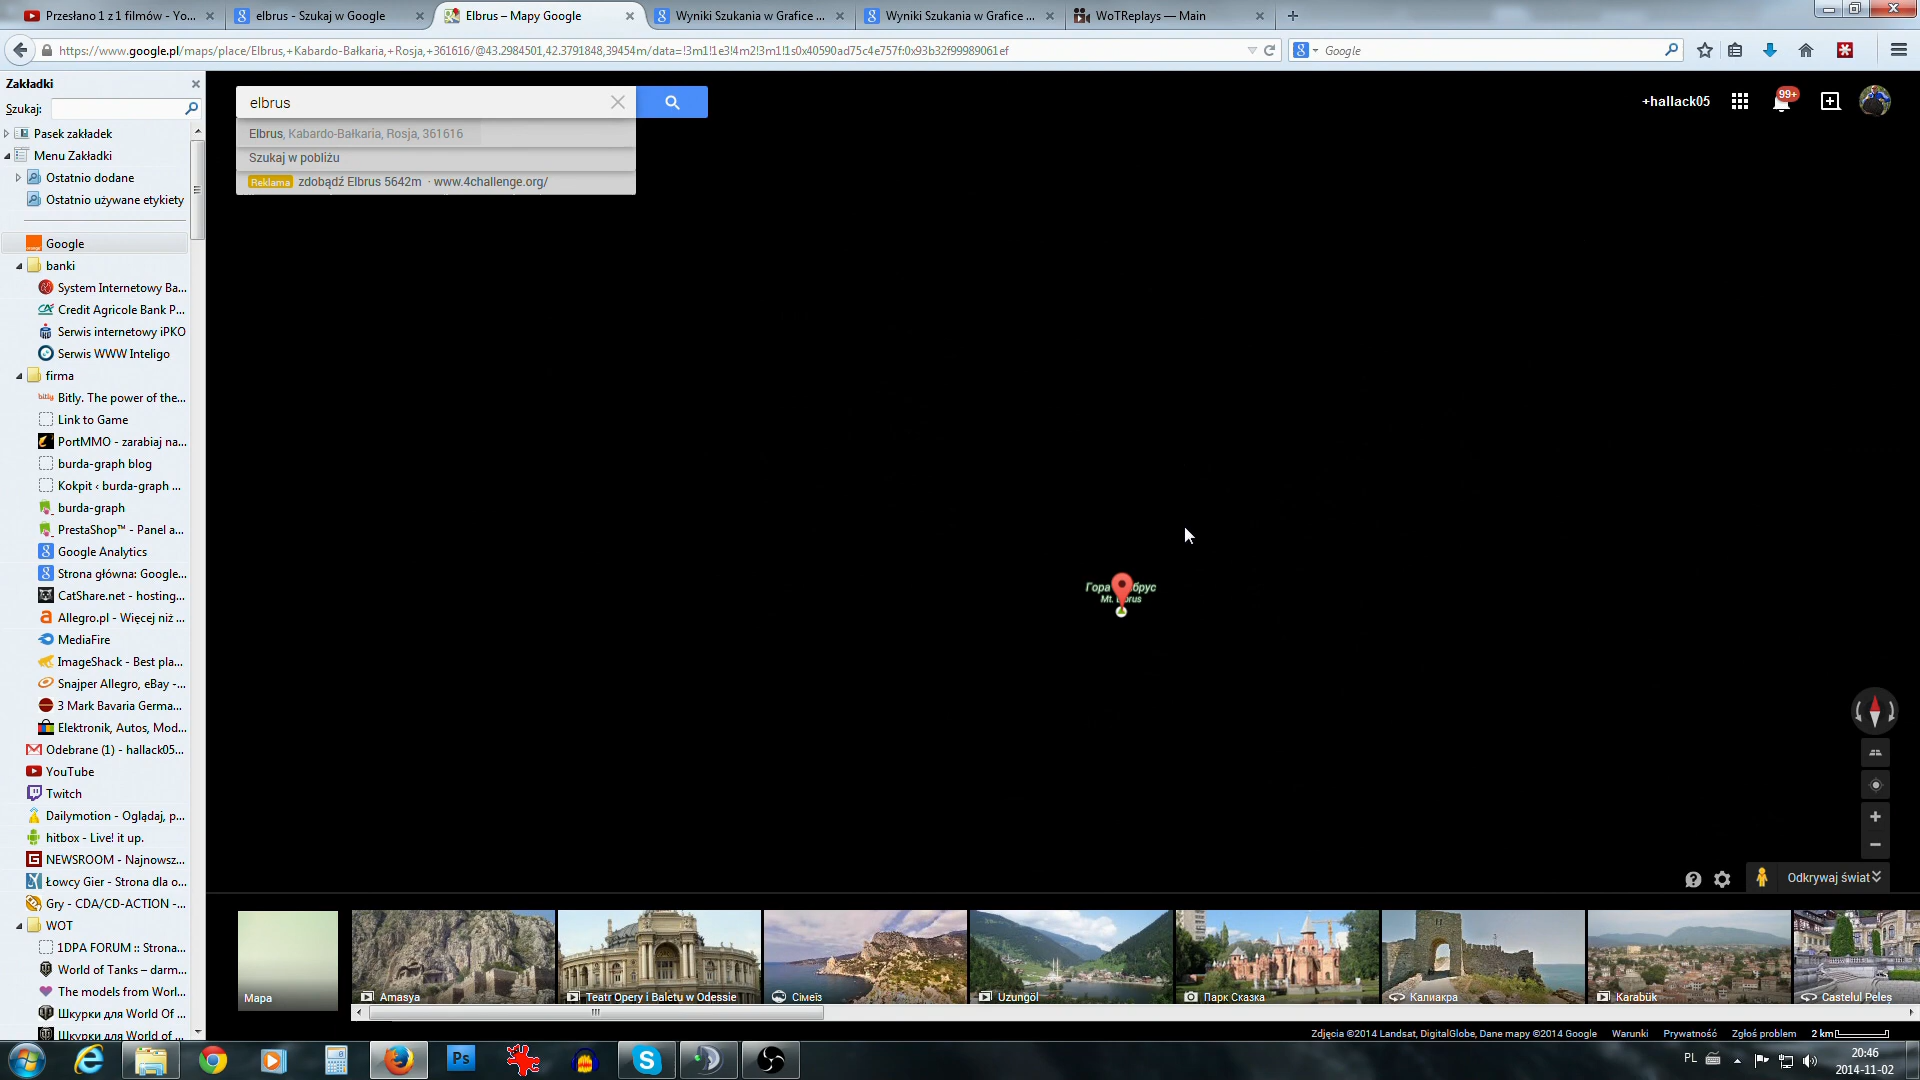 Przesłano 1 z 1 filmów - Yo...
elbrus - Szukaj w Google
Elbrus – Mapy Google
Wyniki Szukania w Grafice ...
Wyniki Szukania w Grafice ...
WoTReplays — Main
https://www.google.pl/maps/place/Elbrus,+Kabardo-Bałkaria,+Rosja,+361616/@43.2984501,42.3791848,39454m/data=!3m1!1e3!4m2!3m1!1s0x40590ad75c4e757f:0x93b32f99989061ef
Google
Zakładki
Szukaj:
Pasek zakładek
Menu Zakładki
Ostatnio dodane
Ostatnio używane etykiety
Google
banki
System Internetowy Ba...
Credit Agricole Bank P...
Serwis internetowy iPKO
Serwis WWW Inteligo
firma
Bitly. The power of the...
Link to Game
PortMMO - zarabiaj na...
burda-graph blog
Kokpit ‹ burda-graph ...
burda-graph
PrestaShop™ - Panel a...
Google Analytics
Strona główna: Google...
CatShare.net - hosting...
Allegro.pl - Więcej niż ...
MediaFire
ImageShack - Best pla...
Snajper Allegro, eBay -...
3 Mark Bavaria Germa...
Elektronik, Autos, Mod...
Odebrane (1) - hallack05...
YouTube
Twitch
Dailymotion - Oglądaj, p...
hitbox - Live! it up.
NEWSROOM - Najnowsz...
Łowcy Gier - Strona dla o...
Gry - CDA/CD-ACTION -...
WOT
1DPA FORUM :: Strona...
World of Tanks – darm...
The models from Worl...
Шкурки для World Of ...
Шкурки для World of ...
elbrus
Elbrus, Kabardo-Bałkaria, Rosja, 361616
Szukaj w pobliżu
Reklama zdobądź Elbrus 5642m · www.4challenge.org/
+hallack05
99+
Гора
Mt.
Odkrywaj świat
Mapa
Amasya
Teatr Opery i Baletu w Odessie
Сімеїз
Uzungöl
Парк Сказка
Калиакра
Karabük
Castelul Peleș
Zdjęcia ©2014 Landsat, DigitalGlobe, Dane mapy ©2014 Google
Warunki
Prywatność
Zgłoś problem
2 km
Ps
PL
20:46
2014-11-02